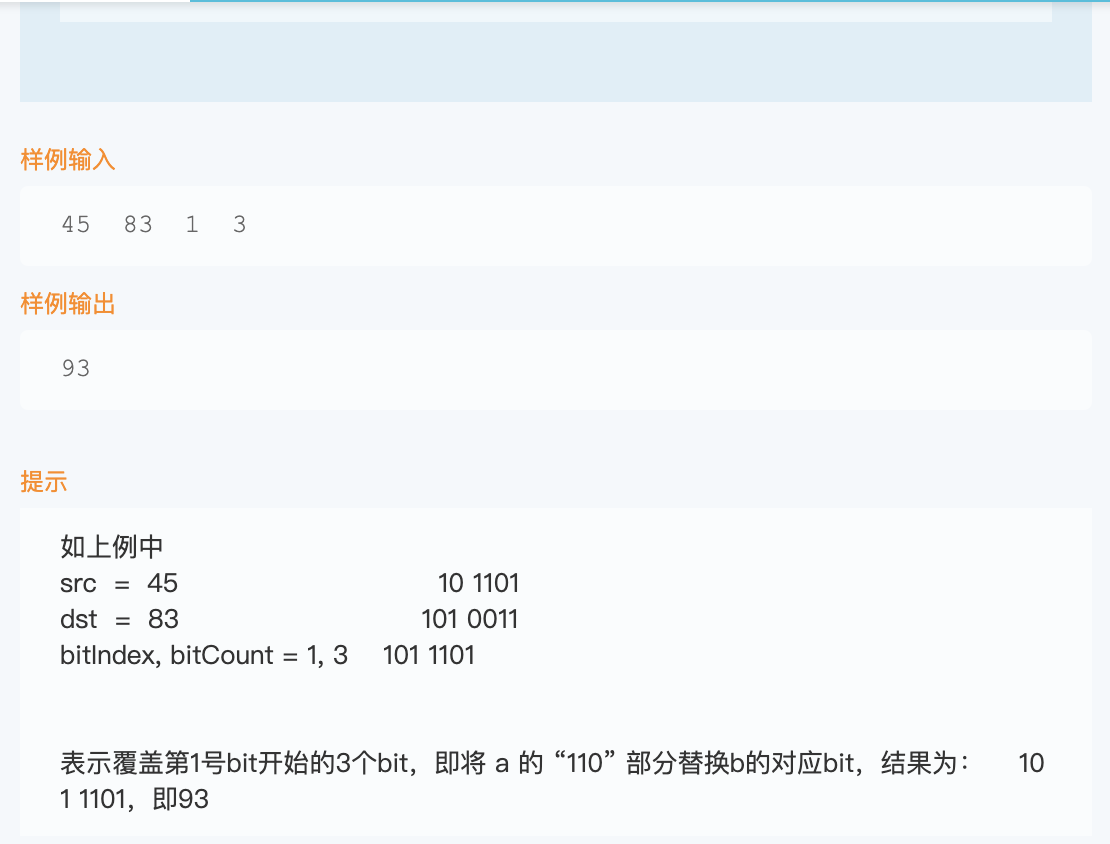 样例输入
45 83 1 3
样例输出
93
提示
如上例中
src = 45 10 1101
dst = 83 101 0011
bitIndex, bitCount = 1, 3 101 1101
表示覆盖第1号bit开始的3个bit，即将 a 的 “110” 部分替换b的对应bit，结果为： 10
1 1101，即93